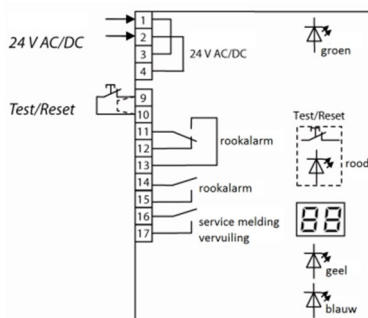 24 V AC/DC
Test/Reset
1
2
3
4
9
10
11
12
13
14
15
16
17
24 V AC/DC
rookalarm
rookalarm
service melding
vervuiling
groen
Test/Reset
rood
88
geel
blauw